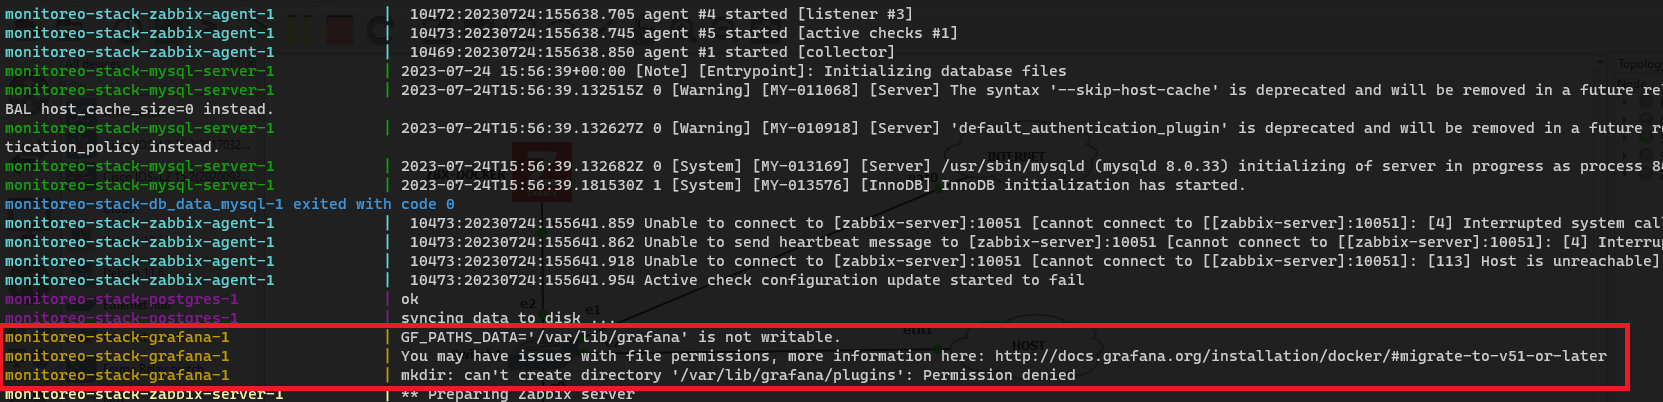 monitoreo-stack-zabbix-agent-1 | 10472:20230724:155638.705 agent #4 started [listener #3]
monitoreo-stack-zabbix-agent-1 | 10473:20230724:155638.745 agent #5 started [active checks #1]
monitoreo-stack-zabbix-agent-1 | 10469:20230724:155638.850 agent #1 started [collector]
monitoreo-stack-mysql-server-1 | 2023-07-24 15:56:39+00:00 [Note] [Entrypoint]: Initializing database files
monitoreo-stack-mysql-server-1 | 2023-07-24T15:56:39.132515Z 0 [Warning] [MY-011068] [Server] The syntax '--skip-host-cache' is deprecated and will be removed in a future rel
BAL host_cache_size=0 instead.
monitoreo-stack-mysql-server-1 | 2023-07-24T15:56:39.132627Z 0 [Warning] [MY-010918] [Server] 'default_authentication_plugin' is deprecated and will be removed in a future re
tication_policy instead.
monitoreo-stack-mysql-server-1 | 2023-07-24T15:56:39.132682Z 0 [System] [MY-013169] [Server] /usr/sbin/mysqld (mysqld 8.0.33) initializing of server in progress as process 84
monitoreo-stack-mysql-server-1 | 2023-07-24T15:56:39.181530Z 1 [System] [MY-013576] [InnoDB] InnoDB initialization has started.
monitoreo-stack-db_data_mysql-1 exited with code 0
monitoreo-stack-zabbix-agent-1 | 10473:20230724:155641.859 Unable to connect to [zabbix-server]:10051 [cannot connect to [[zabbix-server]:10051]: [4] Interrupted system cal
monitoreo-stack-zabbix-agent-1 | 10473:20230724:155641.862 Unable to send heartbeat message to [zabbix-server]:10051 [cannot connect to [[zabbix-server]:10051]: [4] Interru
monitoreo-stack-zabbix-agent-1 | 10473:20230724:155641.918 Unable to connect to [zabbix-server]:10051 [cannot connect to [[zabbix-server]:10051]: [113] Host is unreachable]
monitoreo-stack-zabbix-agent-1 | 10473:20230724:155641.954 Active check configuration update started to fail
monitoreo-stack-postgres-1 | ok
monitoreo-stack-postgres-1 | syncing data to disk ...
monitoreo-stack-grafana-1 | GF_PATHS_DATA='/var/lib/grafana' is not writable.
monitoreo-stack-grafana-1 | You may have issues with file permissions, more information here: http://docs.grafana.org/installation/docker/#migrate-to-v51-or-later
monitoreo-stack-grafana-1 | mkdir: can't create directory '/var/lib/grafana/plugins': Permission denied
monitoreo-stack-zabbix-server-1 | ** Preparing Zabbix server
All devices
Topology
Node
INTERNET
ZBX-DOCKER
e2
e1
eth1
HOST